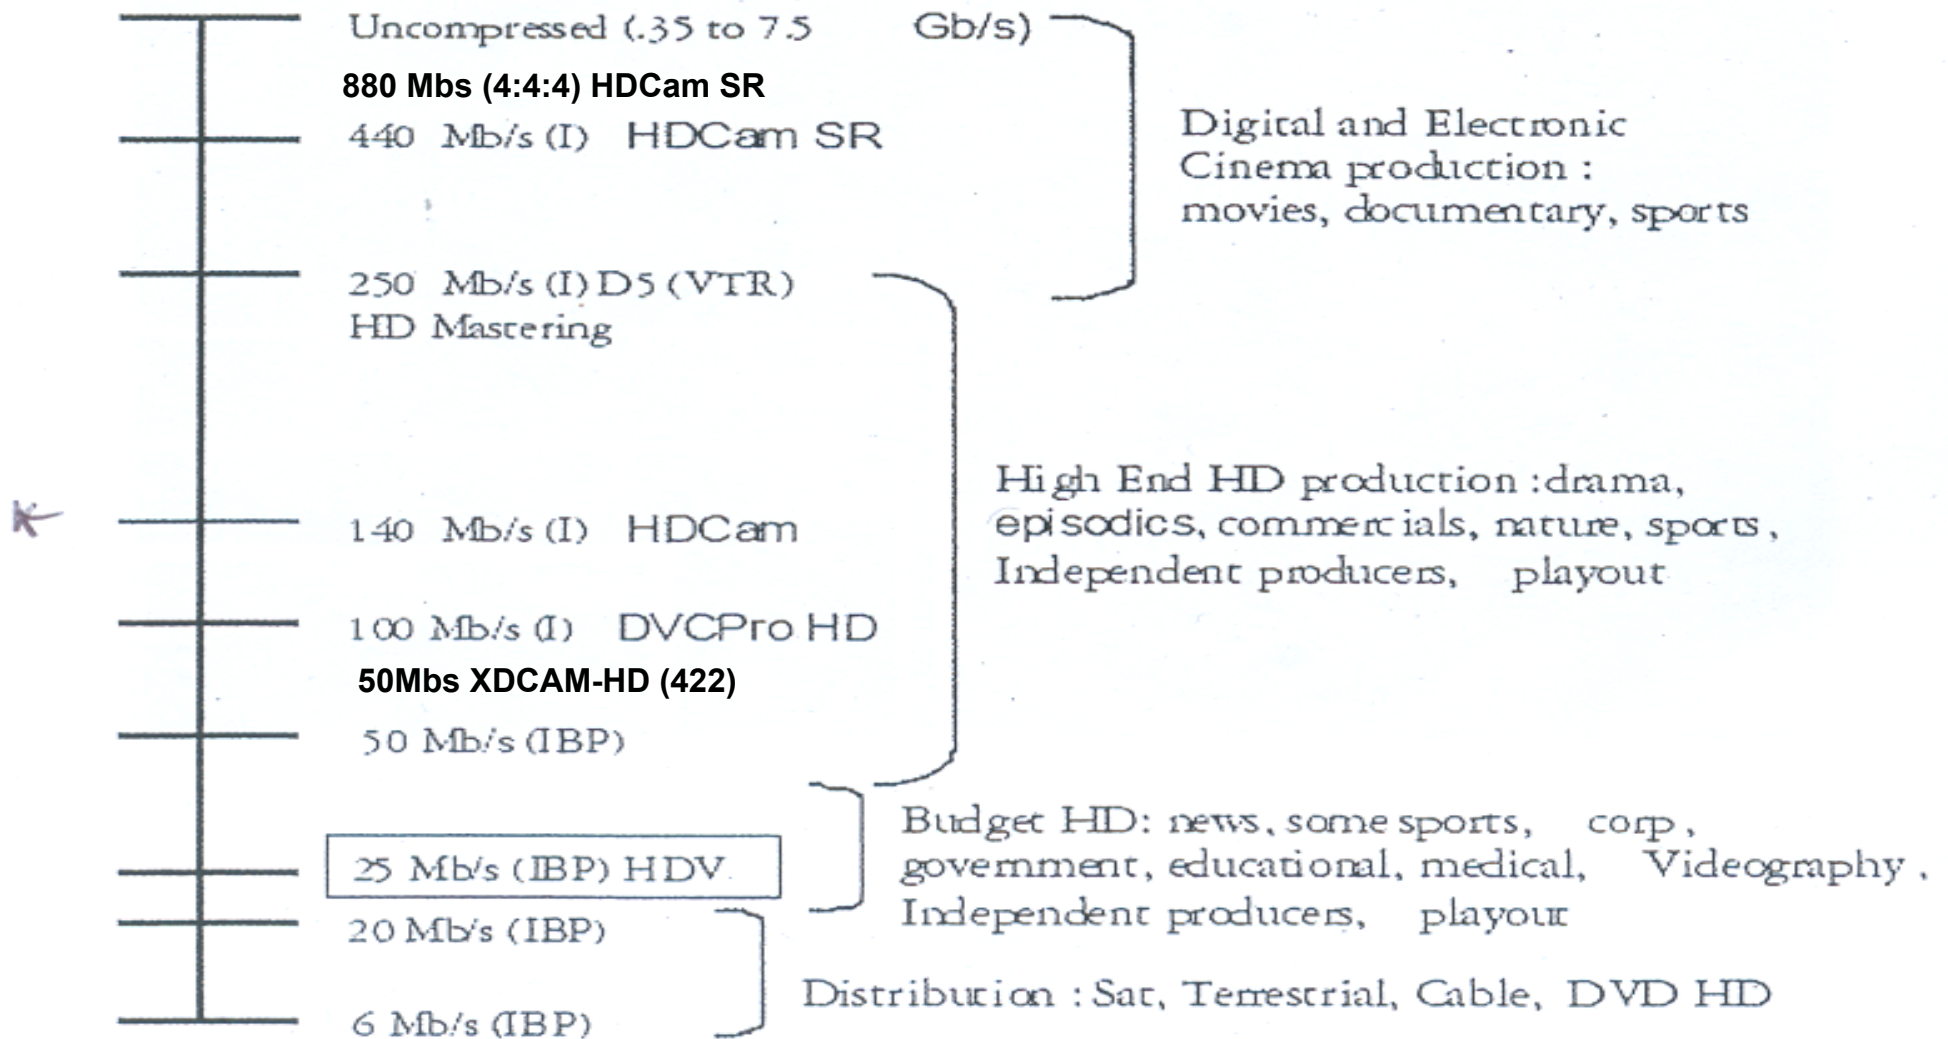 Uncompressed (.35 to 7.5 Gb/s)
880 Mbs (4:4:4) HDCam SR
440 Mb/s (I) HDCam SR
Digital and Electronic
Cinema production :
movies, documentary, sports
250 Mb/s (I) D5 (VTR)
HD Mastering
High End HD production :drama,
episodics, commercials, nature, sports,
Independent producers, playout
140 Mb/s (I) HDCam
100 Mb/s (I) DVCPro HD
50Mbs XDCAM-HD (422)
50 Mb/s (IBP)
Budget HD: news, some sports, corp,
government, educational, medical, Videography,
Independent producers, playout
25 Mb/s (IBP) HDV
20 Mb/s (IBP)
Distribution : Sat, Terrestrial, Cable, DVD HD
6 Mb/s (IBP)